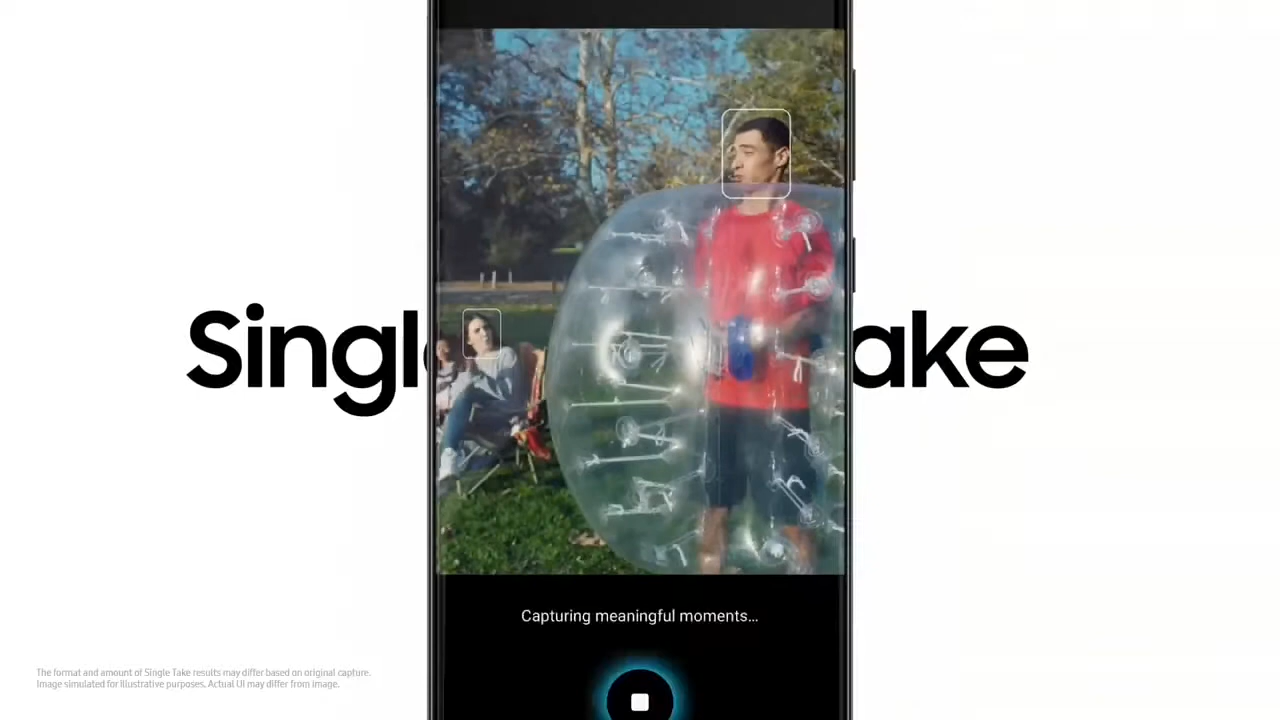 Singl ake
Capturing meaningful moments...
The format and amount of Single Take results may differ based on original capture.
Image simulated for illustrative purposes. Actual UI may differ from image.